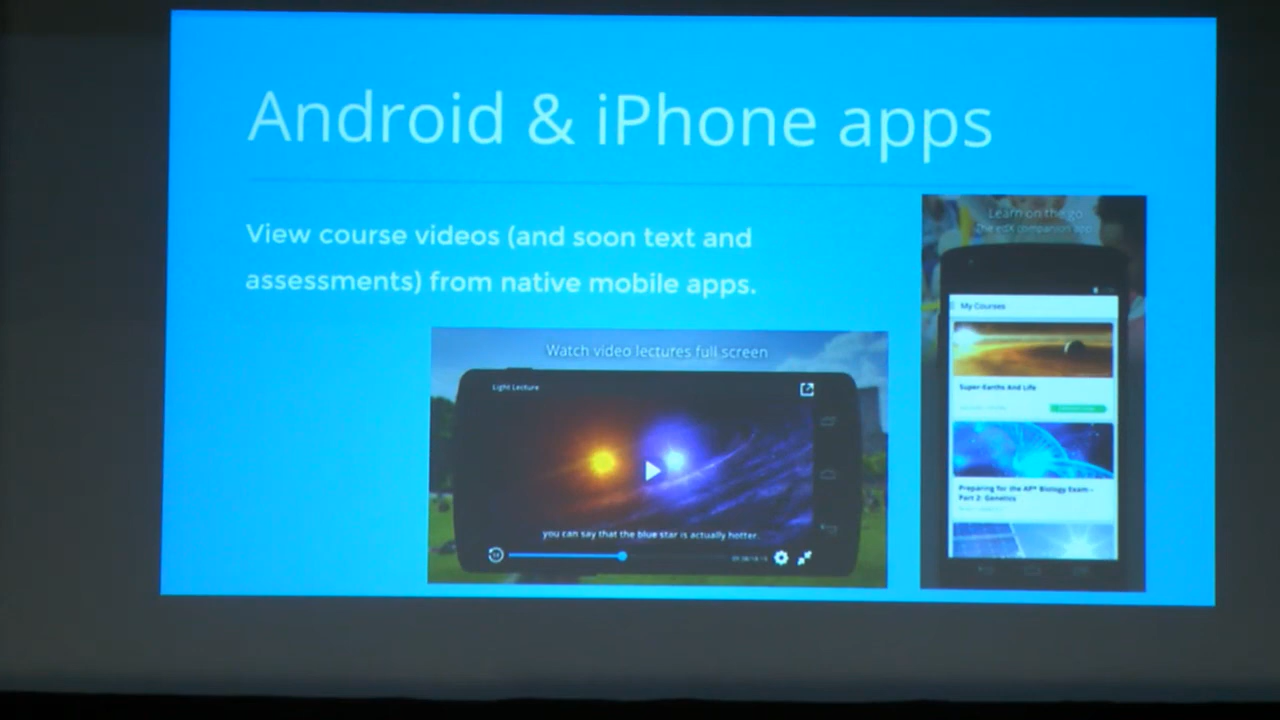 Android & iPhone apps
View course videos (and soon text and
assessments) from native mobile apps.
Watch video lectures full screen
Light Lecture
you can say that the blue star is actually hotter.
Learn on the go
The edX companion app
My Courses
Super-Earths And Life
Preparing for the AP® Biology Exam -
Part 2: Genetics